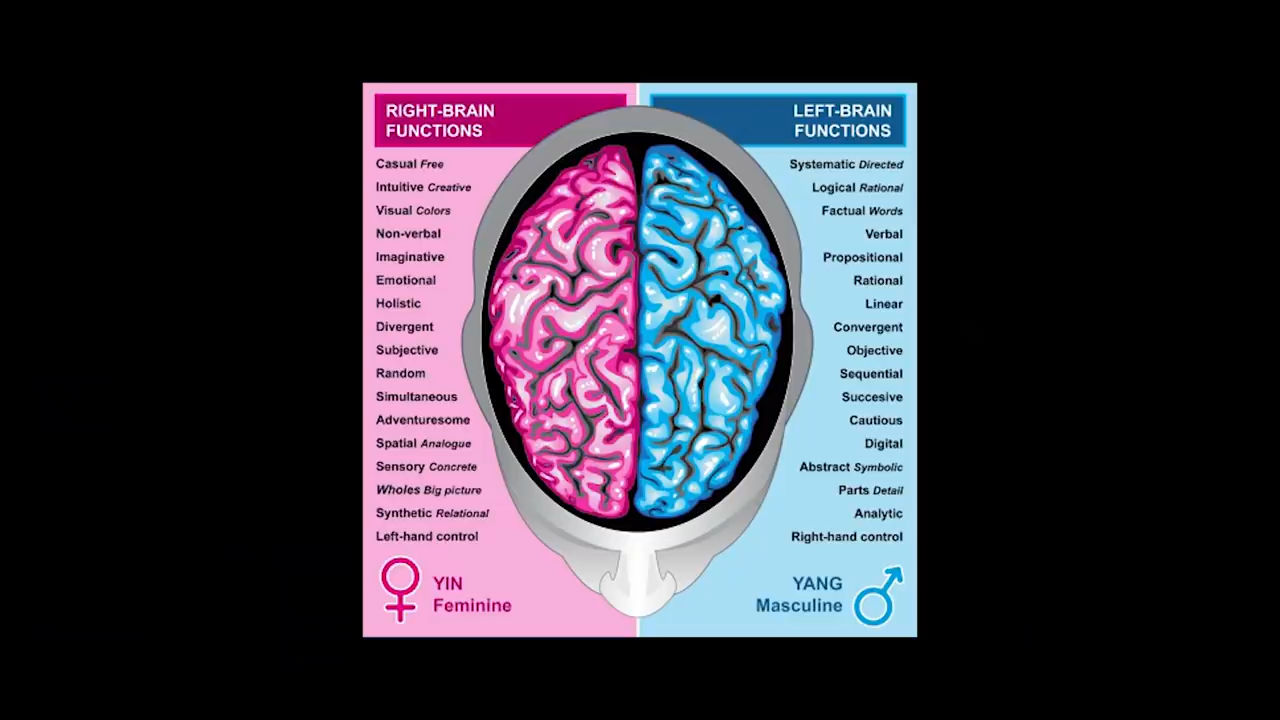 RIGHT-BRAIN
FUNCTIONS
Casual Free
Intuitive Creative
Visual Colors
Non-verbal
Imaginative
Emotional
Holistic
Divergent
Subjective
Random
Simultaneous
Adventuresome
Spatial Analogue
Sensory Concrete
Wholes Big picture
Synthetic Relational
Left-hand control
YIN
Feminine
LEFT-BRAIN
FUNCTIONS
Systematic Directed
Logical Rational
Factual Words
Verbal
Propositional
Rational
Linear
Convergent
Objective
Sequential
Succesive
Cautious
Digital
Abstract Symbolic
Parts Detail
Analytic
Right-hand control
YANG
Masculine